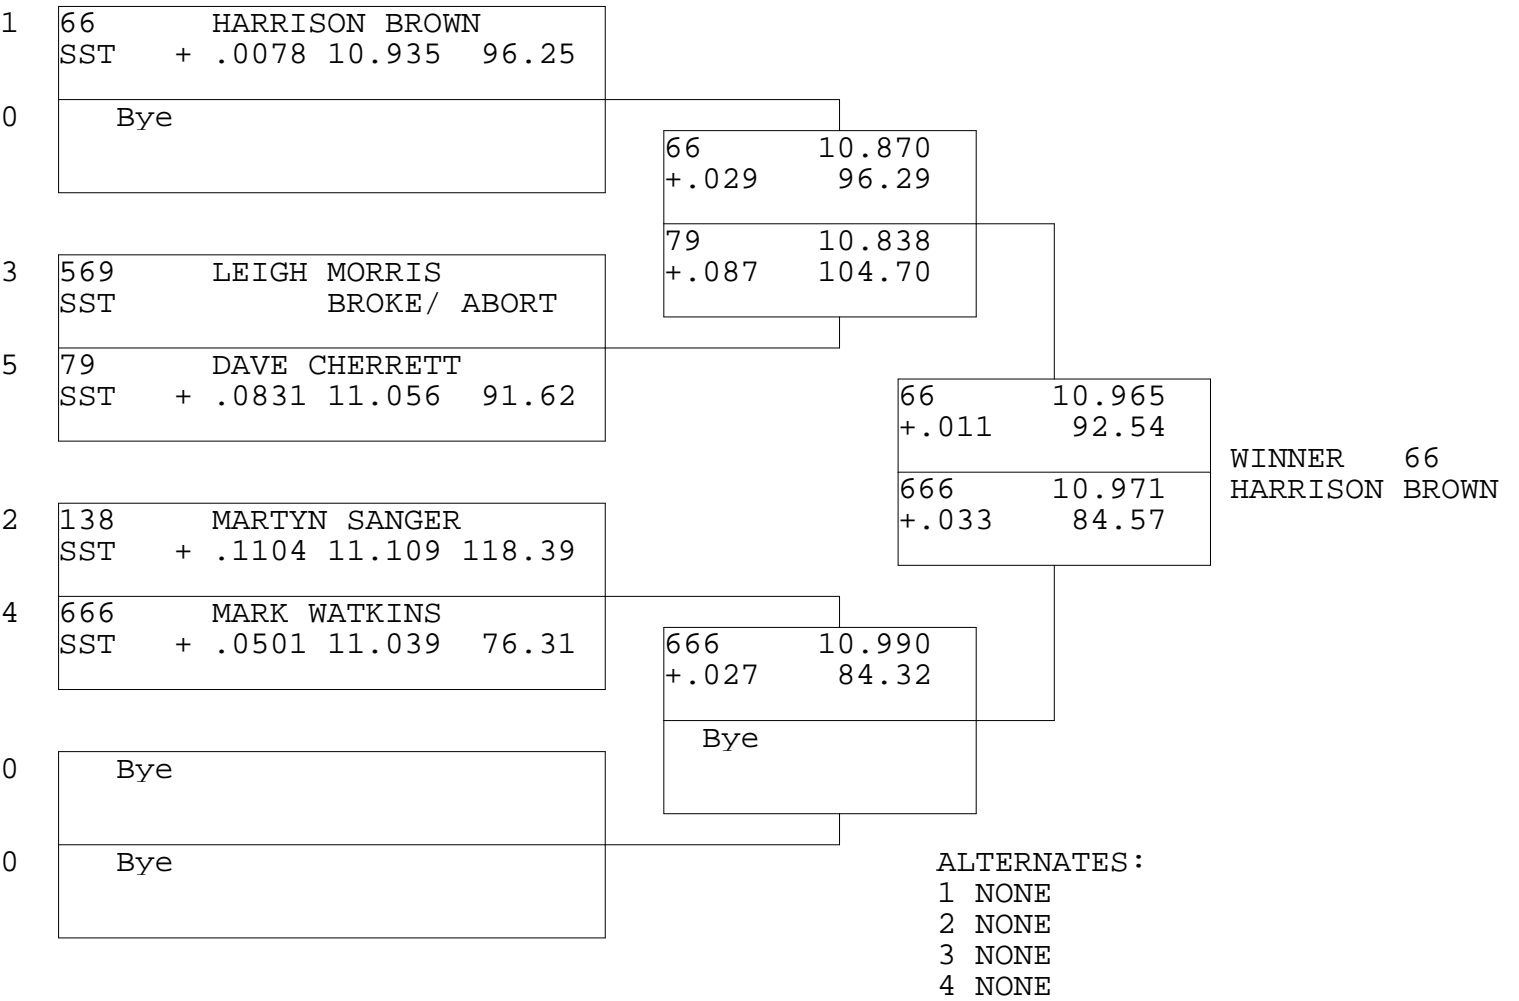 1 66 HARRISON BROWN
SST + .0078 10.935 96.25
0 Bye
66 10.870
+.029 96.29
79 10.838
+.087 104.70
3 569 LEIGH MORRIS
SST BROKE/ ABORT
5 79 DAVE CHERRETT
SST + .0831 11.056 91.62
66 10.965
+.011 92.54
666 10.971
+.033 84.57
WINNER 66
HARRISON BROWN
2 138 MARTYN SANGER
SST + .1104 11.109 118.39
4 666 MARK WATKINS
SST + .0501 11.039 76.31
666 10.990
+.027 84.32
Bye
0 Bye
0 Bye
ALTERNATES:
1 NONE
2 NONE
3 NONE
4 NONE